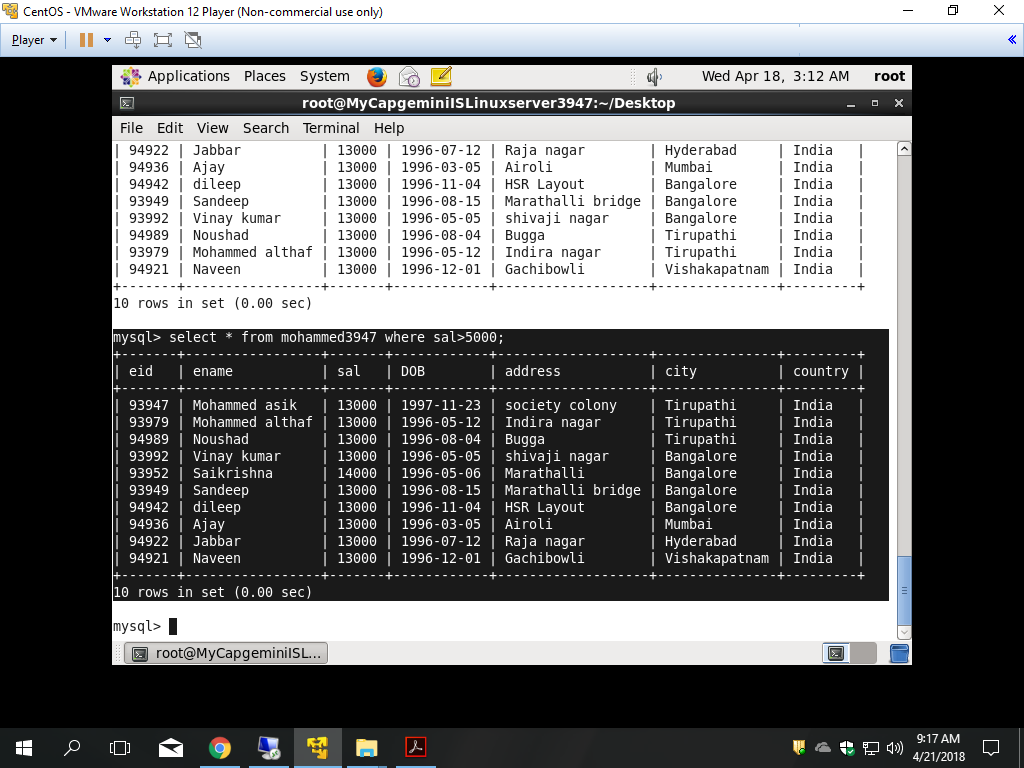 CentOS - VMware Workstation 12 Player (Non-commercial use only)
Player
Applications Places System Wed Apr 18, 3:12 AM root
root@MyCapgeminiISLinuxserver3947:~/Desktop
File Edit View Search Terminal Help
| 94922 | Jabbar | 13000 | 1996-07-12 | Raja nagar | Hyderabad | India |
| 94936 | Ajay | 13000 | 1996-03-05 | Airoli | Mumbai | India |
| 94942 | dileep | 13000 | 1996-11-04 | HSR Layout | Bangalore | India |
| 93949 | Sandeep | 13000 | 1996-08-15 | Marathalli bridge | Bangalore | India |
| 93992 | Vinay kumar | 13000 | 1996-05-05 | shivaji nagar | Bangalore | India |
| 94989 | Noushad | 13000 | 1996-08-04 | Bugga | Tirupathi | India |
| 93979 | Mohammed althaf | 13000 | 1996-05-12 | Indira nagar | Tirupathi | India |
| 94921 | Naveen | 13000 | 1996-12-01 | Gachibowli | Vishakapatnam | India |
+-------+-----------------+-------+------------+-------------------+---------------+---------+
10 rows in set (0.00 sec)
mysql> select * from mohammed3947 where sal>5000;
+-------+-----------------+-------+------------+-------------------+---------------+---------+
| eid | ename | sal | DOB | address | city | country |
+-------+-----------------+-------+------------+-------------------+---------------+---------+
| 93947 | Mohammed asik | 13000 | 1997-11-23 | society colony | Tirupathi | India |
| 93979 | Mohammed althaf | 13000 | 1996-05-12 | Indira nagar | Tirupathi | India |
| 94989 | Noushad | 13000 | 1996-08-04 | Bugga | Tirupathi | India |
| 93992 | Vinay kumar | 13000 | 1996-05-05 | shivaji nagar | Bangalore | India |
| 93952 | Saikrishna | 14000 | 1996-05-06 | Marathalli | Bangalore | India |
| 93949 | Sandeep | 13000 | 1996-08-15 | Marathalli bridge | Bangalore | India |
| 94942 | dileep | 13000 | 1996-11-04 | HSR Layout | Bangalore | India |
| 94936 | Ajay | 13000 | 1996-03-05 | Airoli | Mumbai | India |
| 94922 | Jabbar | 13000 | 1996-07-12 | Raja nagar | Hyderabad | India |
| 94921 | Naveen | 13000 | 1996-12-01 | Gachibowli | Vishakapatnam | India |
+-------+-----------------+-------+------------+-------------------+---------------+---------+
10 rows in set (0.00 sec)
mysql>
root@MyCapgeminiISL...
9:17 AM
4/21/2018